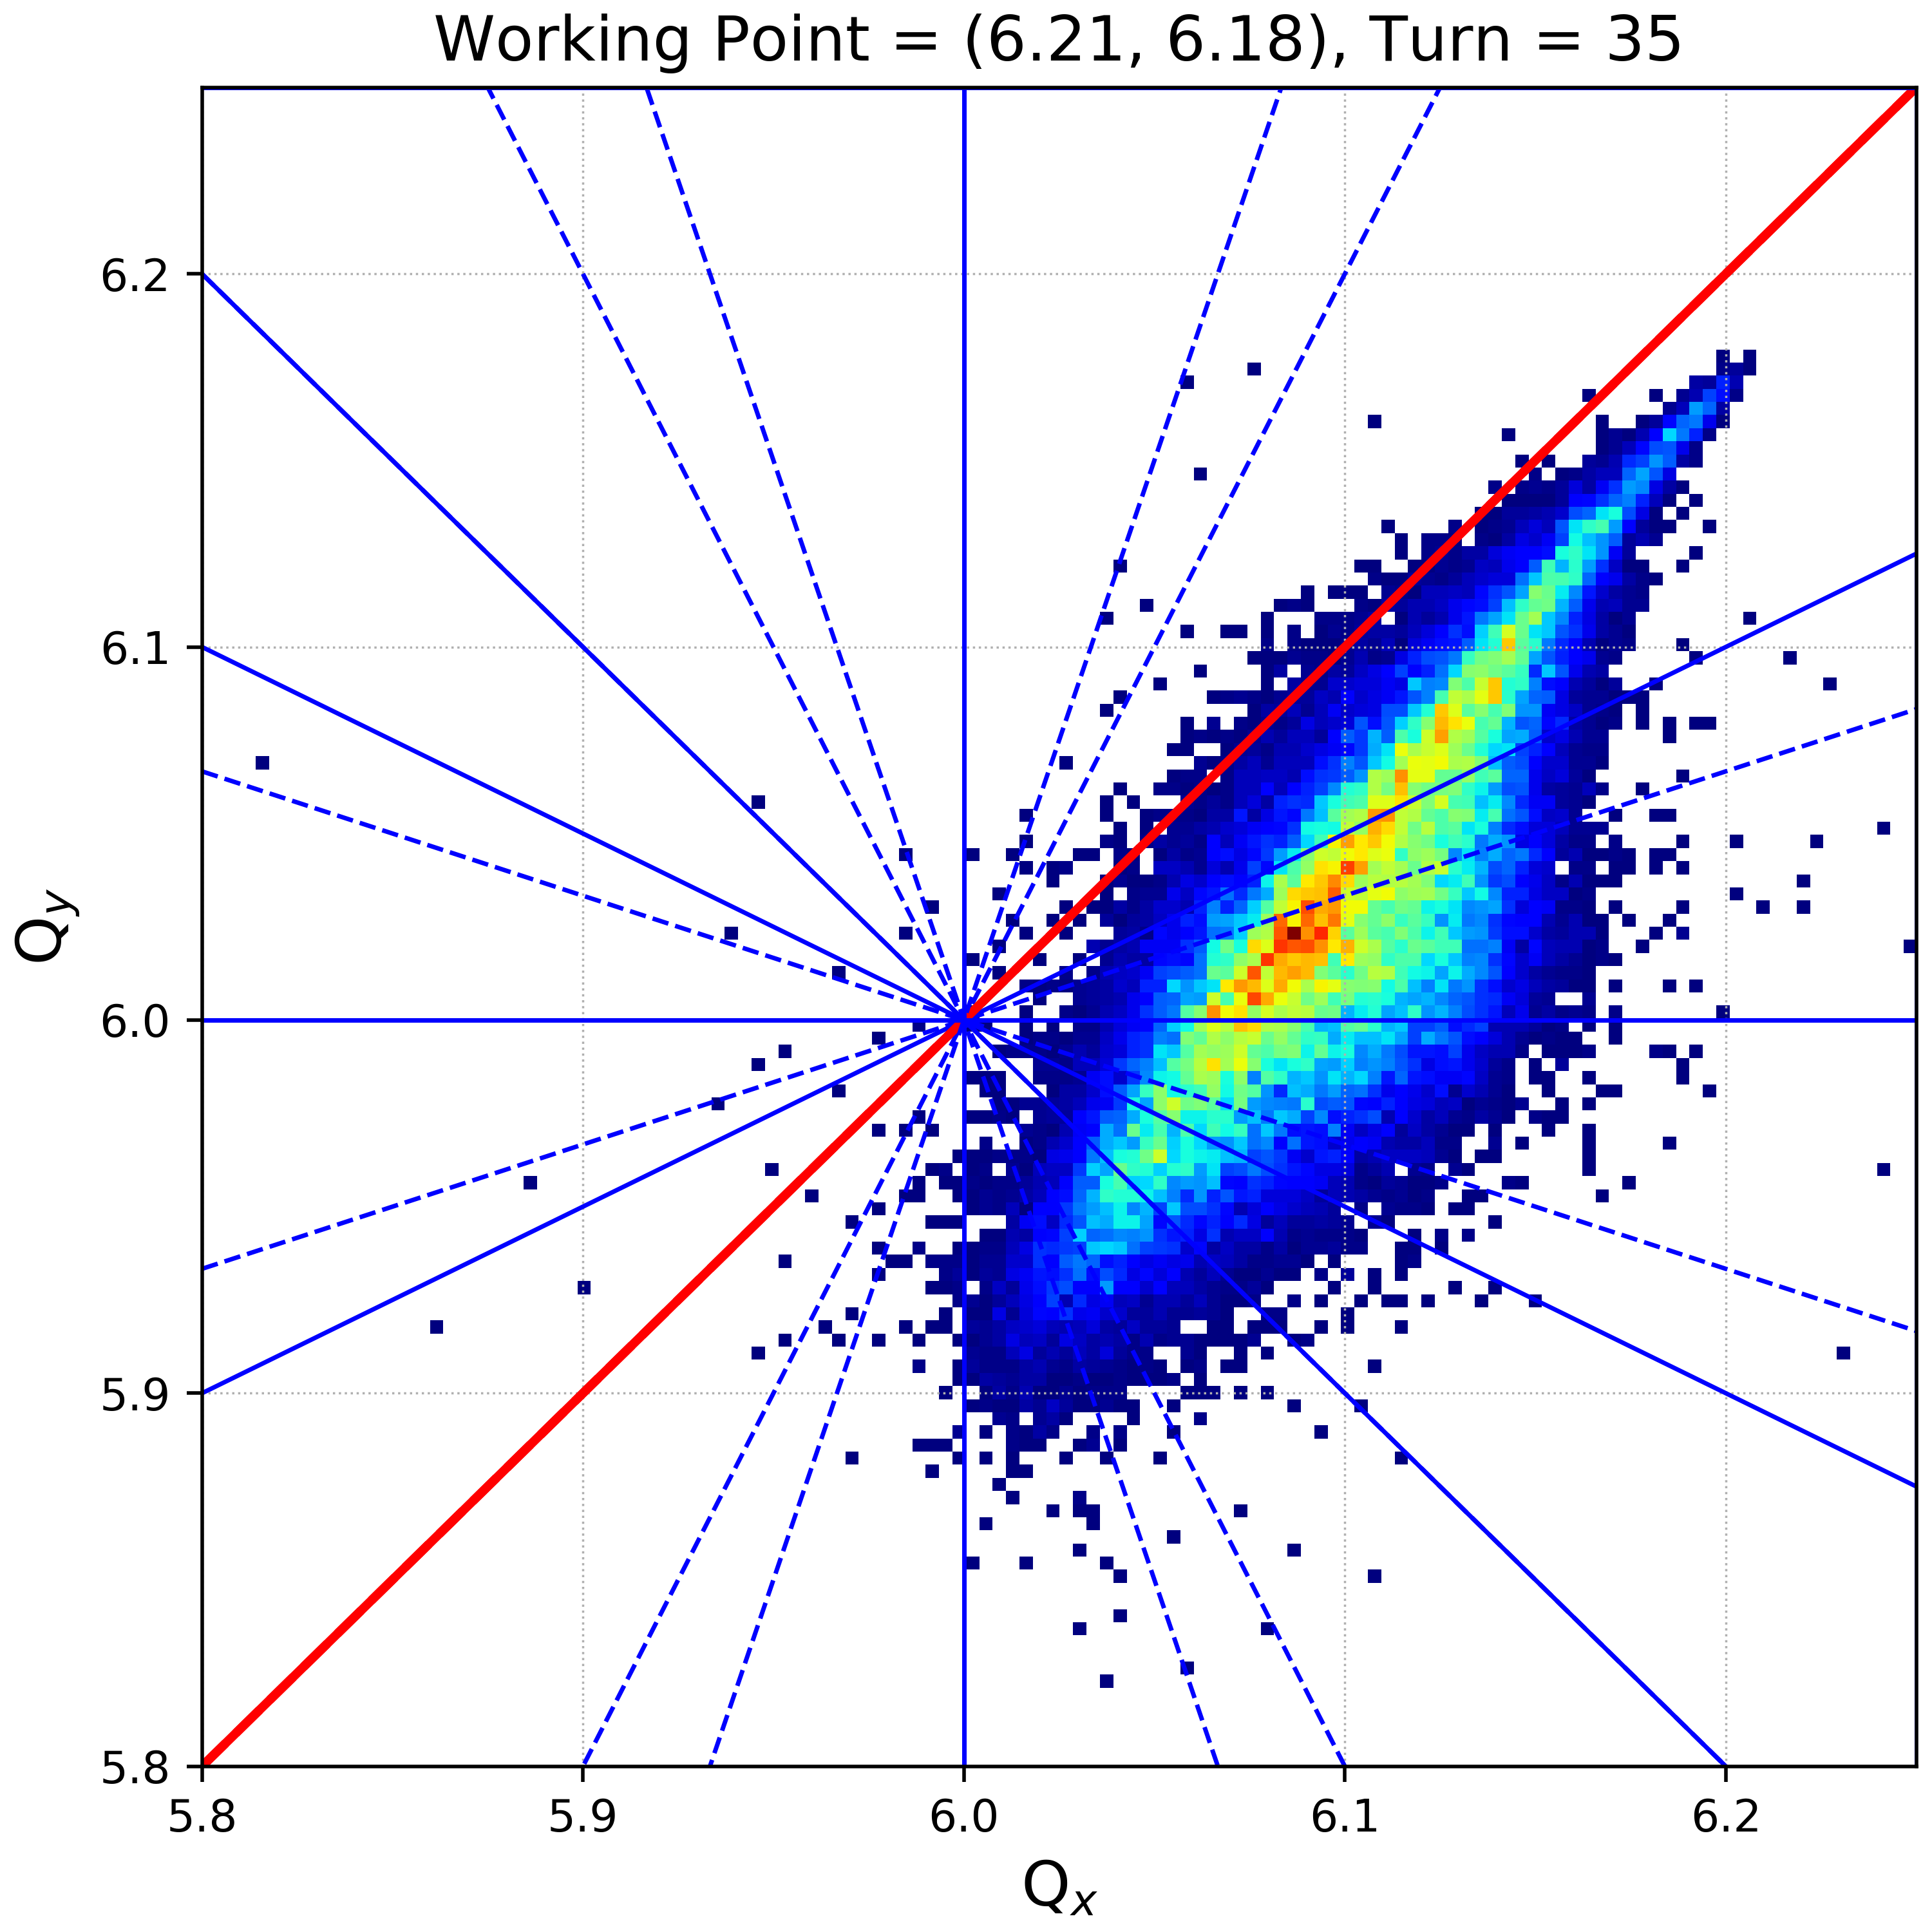 Working Point = (6.21, 6.18), Turn = 35
6.2
6.1
6.0
5.9
5.8
Qy
5.8 5.9 6.0 6.1 6.2
Qx